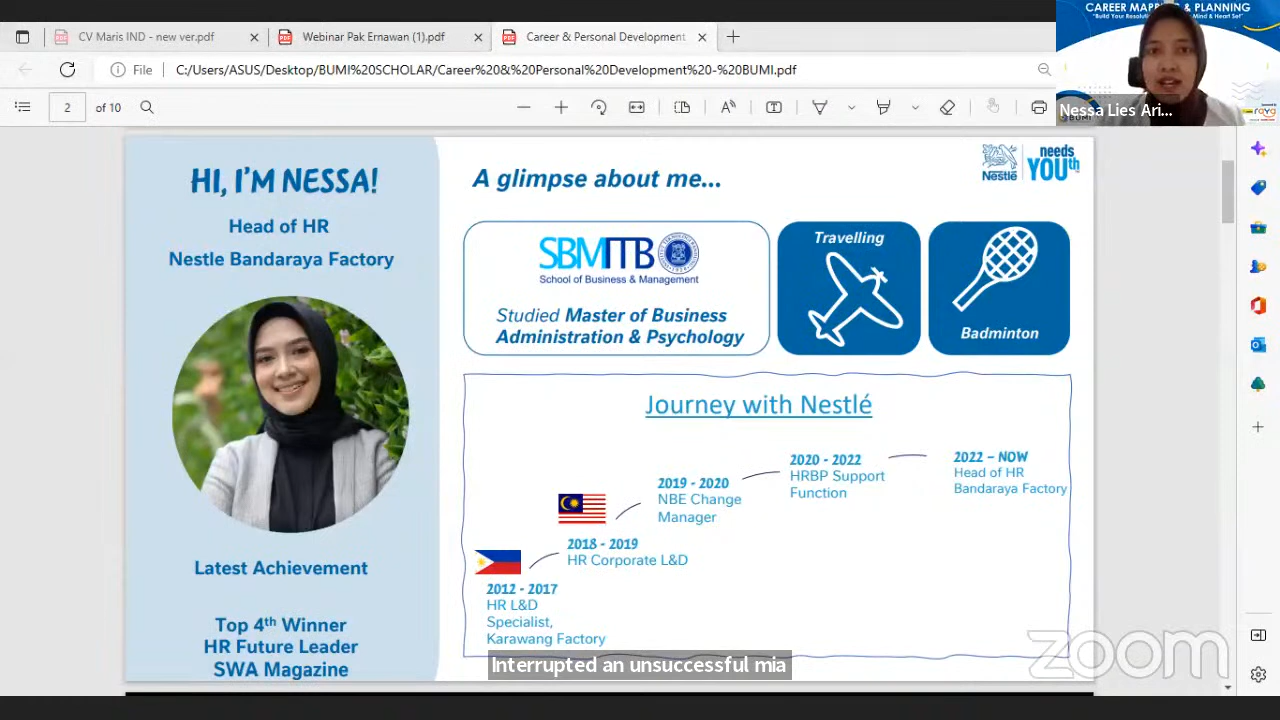 CV Maris IND - new ver.pdf
Webinar Pak Ernawan (1).pdf
Career & Personal Development
File
C:/Users/ASUS/Desktop/BUMI%20SCHOLAR/Career%20&%20Personal%20Development%20-%20BUMI.pdf
2 of 10
CAREER MAPPING & PLANNING
Nessa Lies Ari...
HI, I'M NESSA!
Head of HR
Nestle Bandaraya Factory
Latest Achievement
Top 4th Winner
HR Future Leader
SWA Magazine
A glimpse about me...
Nestlé
needs
YOUth
SBMITB
School of Business & Management
Studied Master of Business
Administration & Psychology
Travelling
Badminton
Journey with Nestlé
2012 - 2017
HR L&D
Specialist,
Karawang Factory
2018 - 2019
HR Corporate L&D
2019 - 2020
NBE Change
Manager
2020 - 2022
HRBP Support
Function
2022 – NOW
Head of HR
Bandaraya Factory
Interrupted an unsuccessful mia
zoom